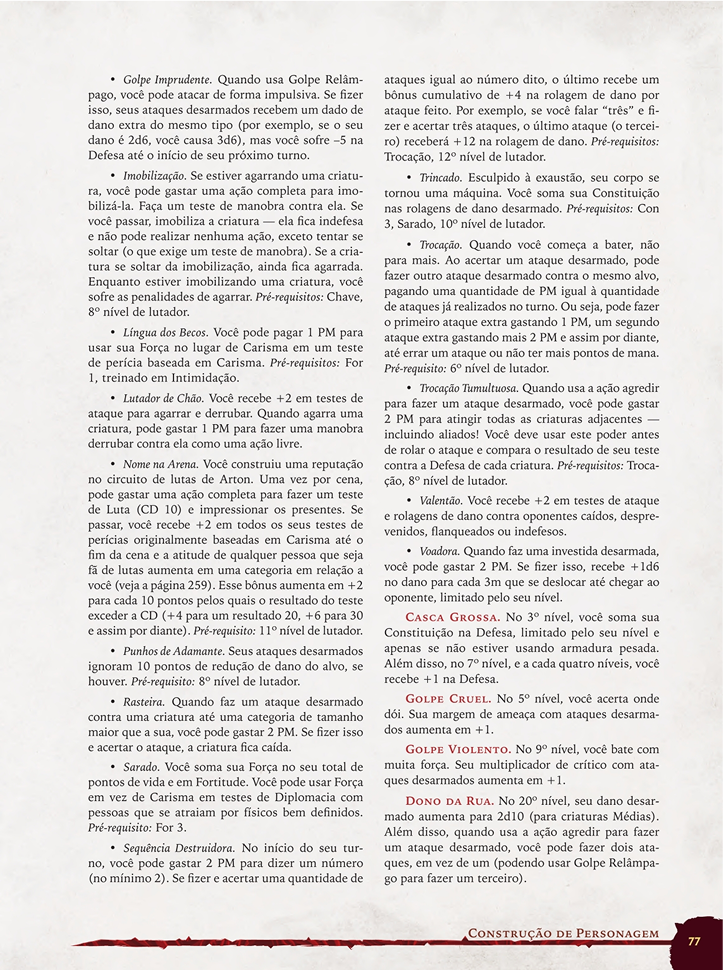 • Golpe Imprudente. Quando usa Golpe Relâm-
pago, você pode atacar de forma impulsiva. Se fizer
isso, seus ataques desarmados recebem um dado de
dano extra do mesmo tipo (por exemplo, se o seu
dano é 2d6, você causa 3d6), mas você sofre –5 na
Defesa até o início de seu próximo turno.
• Imobilização. Se estiver agarrando uma criatu-
ra, você pode gastar uma ação completa para imo-
bilizá-la. Faça um teste de manobra contra ela. Se
você passar, imobiliza a criatura — ela fica indefesa
e não pode realizar nenhuma ação, exceto tentar se
soltar (o que exige um teste de manobra). Se a cria-
tura se soltar da imobilização, ainda fica agarrada.
Enquanto estiver imobilizando uma criatura, você
sofre as penalidades de agarrar. Pré-requisitos: Chave,
8º nível de lutador.
• Língua dos Becos. Você pode pagar 1 PM para
usar sua Força no lugar de Carisma em um teste
de perícia baseada em Carisma. Pré-requisitos: For
1, treinado em Intimidação.
• Lutador de Chão. Você recebe +2 em testes de
ataque para agarrar e derrubar. Quando agarra uma
criatura, pode gastar 1 PM para fazer uma manobra
derrubar contra ela como uma ação livre.
• Nome na Arena. Você construiu uma reputação
no circuito de lutas de Arton. Uma vez por cena,
pode gastar uma ação completa para fazer um teste
de Luta (CD 10) e impressionar os presentes. Se
passar, você recebe +2 em todos os seus testes de
perícias originalmente baseadas em Carisma até o
fim da cena e a atitude de qualquer pessoa que seja
fã de lutas aumenta em uma categoria em relação a
você (veja a página 259). Esse bônus aumenta em +2
para cada 10 pontos pelos quais o resultado do teste
exceder a CD (+4 para um resultado 20, +6 para 30
e assim por diante). Pré-requisito: 11º nível de lutador.
• Punhos de Adamante. Seus ataques desarmados
ignoram 10 pontos de redução de dano do alvo, se
houver. Pré-requisito: 8º nível de lutador.
• Rasteira. Quando faz um ataque desarmado
contra uma criatura até uma categoria de tamanho
maior que a sua, você pode gastar 2 PM. Se fizer isso
e acertar o ataque, a criatura fica caída.
• Sarado. Você soma sua Força no seu total de
pontos de vida e em Fortitude. Você pode usar Força
em vez de Carisma em testes de Diplomacia com
pessoas que se atraiam por físicos bem definidos.
Pré-requisito: For 3.
• Sequência Destruidora. No início do seu tur-
no, você pode gastar 2 PM para dizer um número
(no mínimo 2). Se fizer e acertar uma quantidade de
ataques igual ao número dito, o último recebe um
bônus cumulativo de +4 na rolagem de dano por
ataque feito. Por exemplo, se você falar “três” e fi-
zer e acertar três ataques, o último ataque (o tercei-
ro) receberá +12 na rolagem de dano. Pré-requisitos:
Trocação, 12º nível de lutador.
• Trincado. Esculpido à exaustão, seu corpo se
tornou uma máquina. Você soma sua Constituição
nas rolagens de dano desarmado. Pré-requisitos: Con
3, Sarado, 10º nível de lutador.
• Trocação. Quando você começa a bater, não
para mais. Ao acertar um ataque desarmado, pode
fazer outro ataque desarmado contra o mesmo alvo,
pagando uma quantidade de PM igual à quantidade
de ataques já realizados no turno. Ou seja, pode fazer
o primeiro ataque extra gastando 1 PM, um segundo
ataque extra gastando mais 2 PM e assim por diante,
até errar um ataque ou não ter mais pontos de mana.
Pré-requisito: 6º nível de lutador.
• Trocação Tumultuosa. Quando usa a ação agredir
para fazer um ataque desarmado, você pode gastar
2 PM para atingir todas as criaturas adjacentes —
incluindo aliados! Você deve usar este poder antes
de rolar o ataque e compara o resultado de seu teste
contra a Defesa de cada criatura. Pré-requisitos: Troca-
ção, 8º nível de lutador.
• Valentão. Você recebe +2 em testes de ataque
e rolagens de dano contra oponentes caídos, despre-
venidos, flanqueados ou indefesos.
• Voadora. Quando faz uma investida desarmada,
você pode gastar 2 PM. Se fizer isso, recebe +1d6
no dano para cada 3m que se deslocar até chegar ao
oponente, limitado pelo seu nível.
Casca Grossa. No 3º nível, você soma sua
Constituição na Defesa, limitado pelo seu nível e
apenas se não estiver usando armadura pesada.
Além disso, no 7º nível, e a cada quatro níveis, você
recebe +1 na Defesa.
Golpe Cruel. No 5º nível, você acerta onde
dói. Sua margem de ameaça com ataques desarma-
dos aumenta em +1.
Golpe Violento. No 9º nível, você bate com
muita força. Seu multiplicador de crítico com ata-
ques desarmados aumenta em +1.
Dono da Rua. No 20º nível, seu dano desar-
mado aumenta para 2d10 (para criaturas Médias).
Além disso, quando usa a ação agredir para fazer
um ataque desarmado, você pode fazer dois ata-
ques, em vez de um (podendo usar Golpe Relâmpa-
go para fazer um terceiro).
Construção de Personagem
77